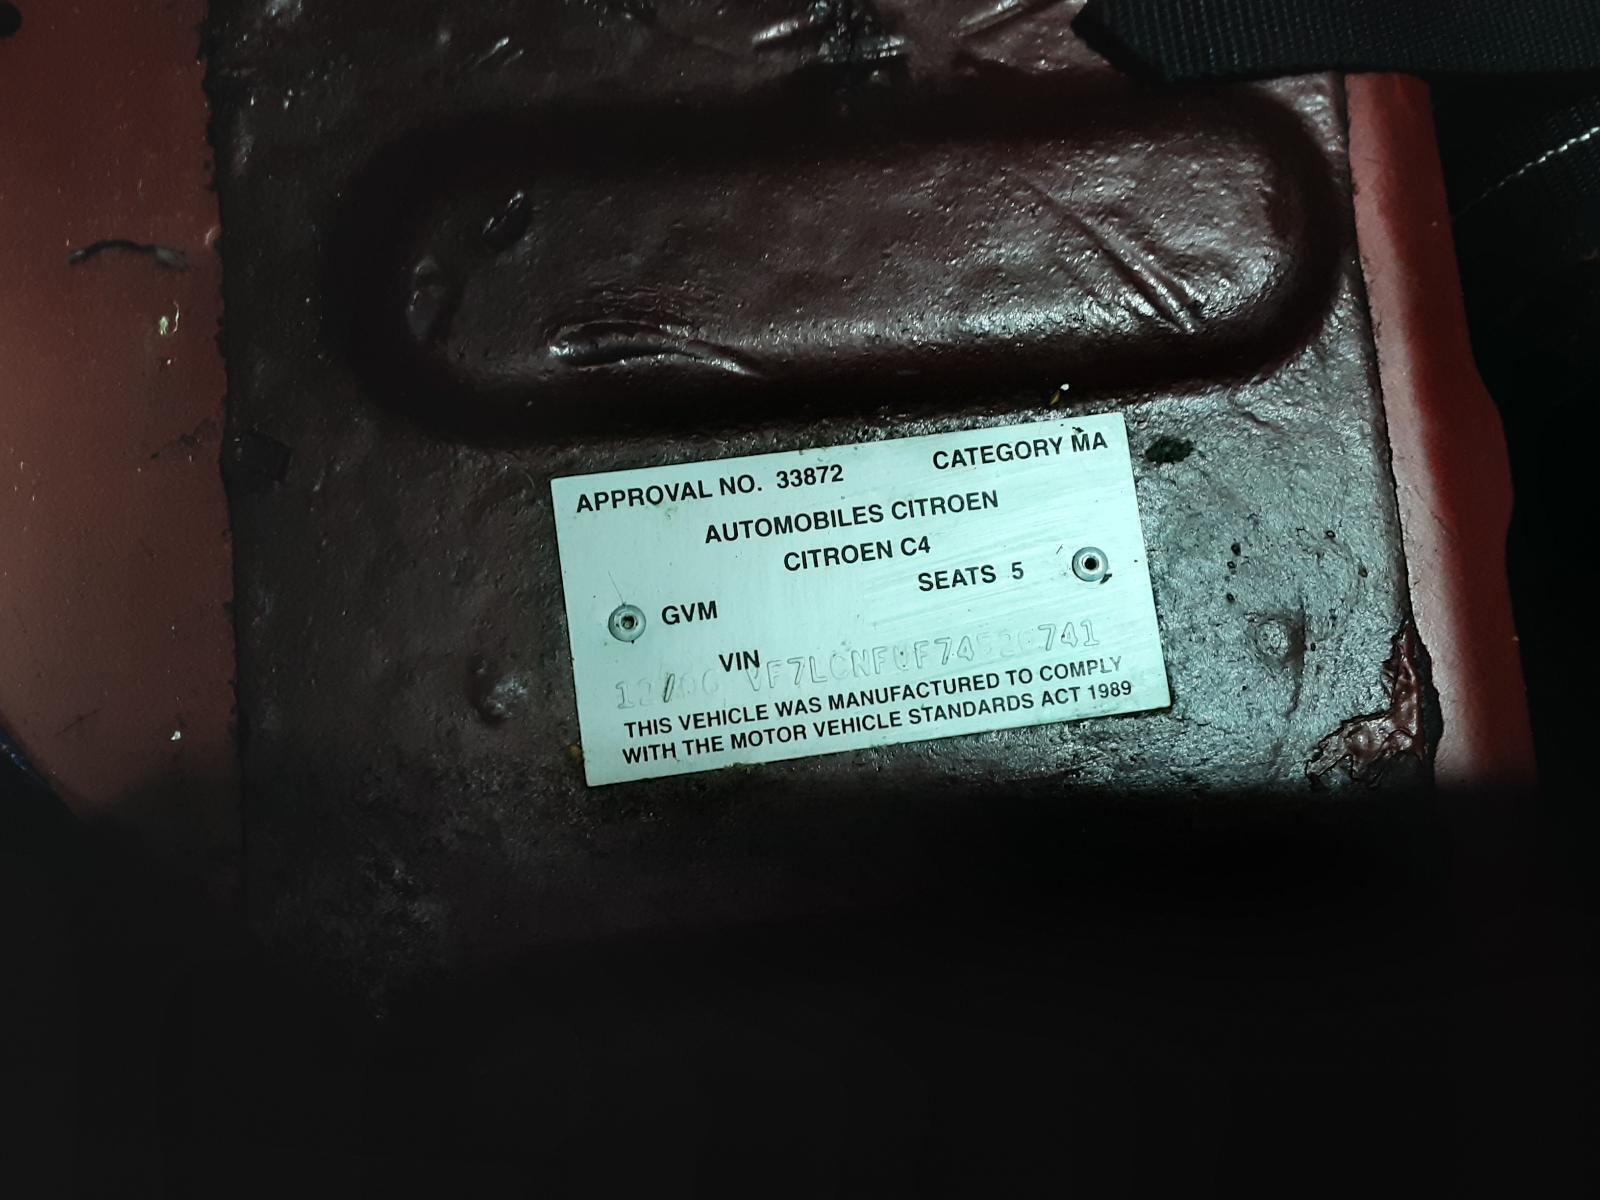 APPROVAL NO. 33872 CATEGORY MA
AUTOMOBILES CITROEN
CITROEN C4
SEATS 5
GVM
VIN
THIS VEHICLE WAS MANUFACTURED TO COMPLY
WITH THE MOTOR VEHICLE STANDARDS ACT 1989